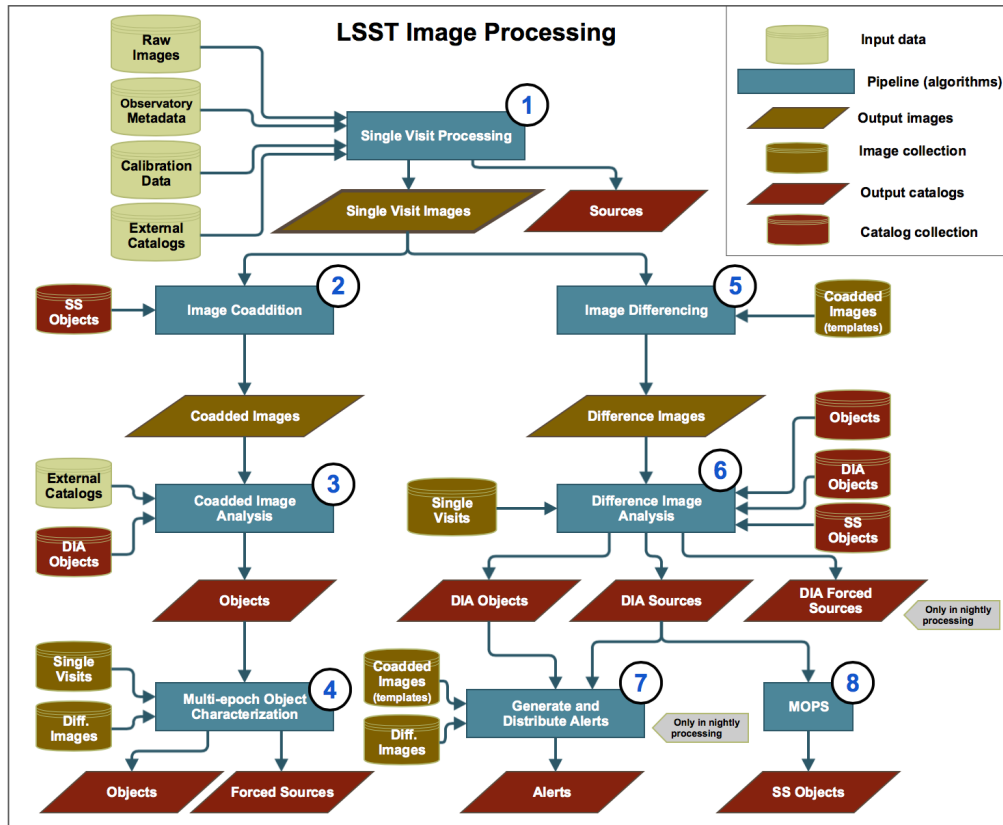 LSST Image Processing
Raw
Images
Observatory
Metadata
Calibration
Data
External
Catalogs
1
Single Visit Processing
Single Visit Images
Sources
Input data
Pipeline (algorithms)
Output images
Image collection
Output catalogs
Catalog collection
SS
Objects
2
Image Coaddition
5
Image Differencing
Coadded
Images
(templates)
Coadded Images
Difference Images
Objects
DIA
Objects
SS
Objects
External
Catalogs
DIA
Objects
3
Coadded Image
Analysis
Single
Visits
6
Difference Image
Analysis
Objects
DIA Objects
DIA Sources
DIA Forced
Sources
Only in nightly
processing
Single
Visits
Diff.
Images
4
Multi-epoch Object
Characterization
Coadded
Images
(templates)
Diff.
Images
7
Generate and
Distribute Alerts
Only in nightly
processing
8
MOPS
Objects
Forced Sources
Alerts
SS Objects